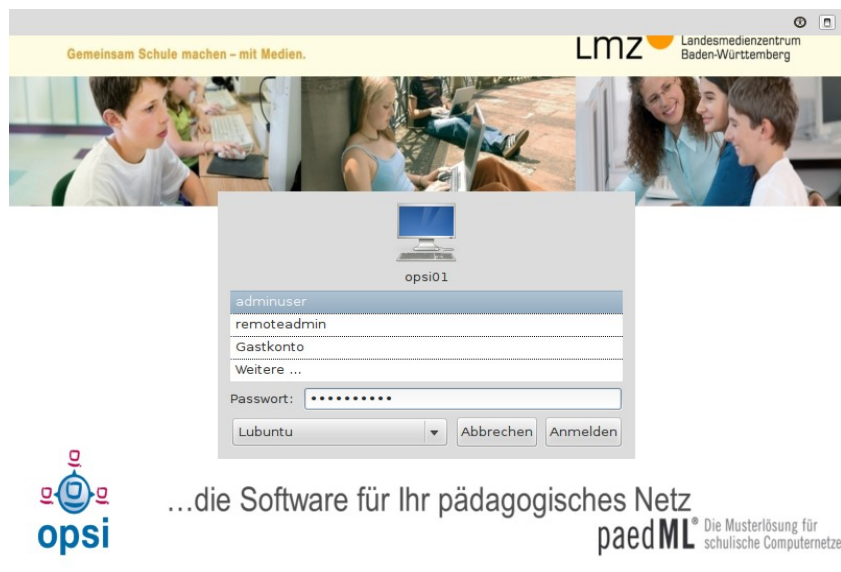 Gemeinsam Schule machen – mit Medien.
Lmz Landesmedienzentrum
Baden-Württemberg
opsi01
adminuser
remoteadmin
Gastkonto
Weitere ...
Passwort: ••••••••••
Lubuntu Abbrechen Anmelden
opsi
...die Software für Ihr pädagogisches Netz
paedML® Die Musterlösung für
schulische Computernetze